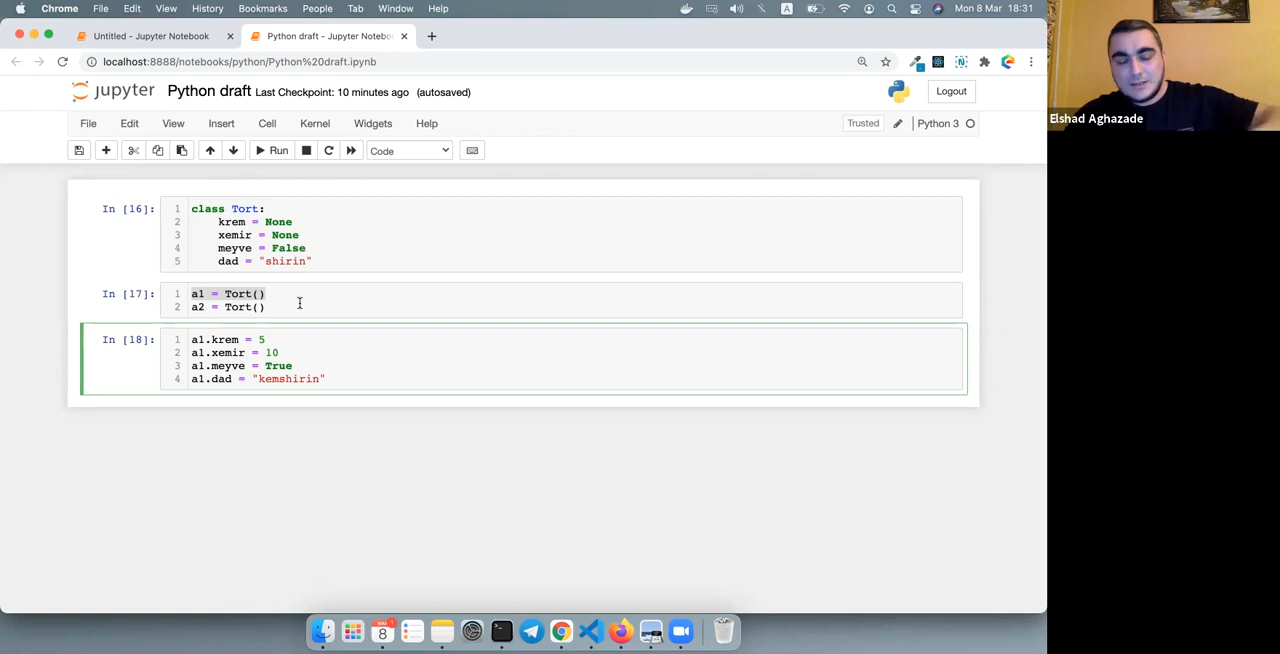 Chrome File Edit View History Bookmarks People Tab Window Help
A
Mon 8 Mar 18:31
Untitled - Jupyter Notebook
Python draft - Jupyter Notebo
localhost:8888/notebooks/python/Python%20draft.ipynb
jupyter Python draft Last Checkpoint: 10 minutes ago (autosaved)
Logout
File Edit View Insert Cell Kernel Widgets Help
Trusted
Python 3
Run
Code
In [16]:
1 class Tort:
2 krem = None
3 xemir = None
4 meyve = False
5 dad = "shirin"
In [17]:
1 a1 = Tort()
2 a2 = Tort()
In [18]:
1 a1.krem = 5
2 a1.xemir = 10
3 a1.meyve = True
4 a1.dad = "kemshirin"
Elshad Aghazade
8